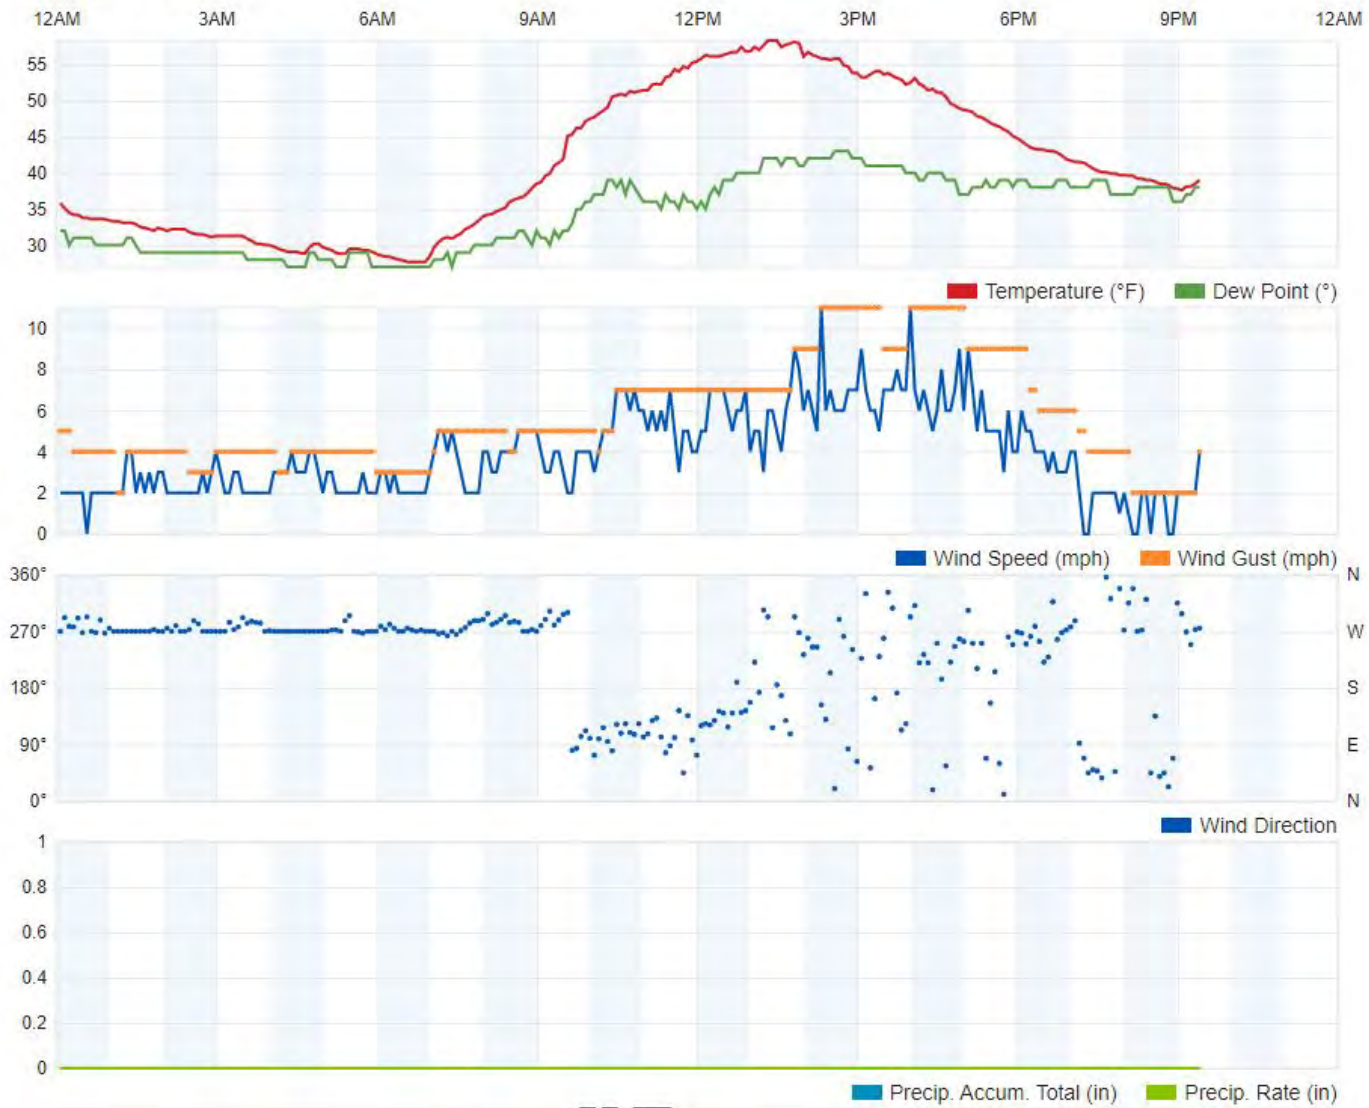 12AM 3AM 6AM 9AM 12PM 3PM 6PM 9PM 12AM
55
50
45
40
35
30
Temperature (°F) Dew Point (°)
10
8
6
4
2
0
Wind Speed (mph) Wind Gust (mph)
360° N
270° W
180° S
90° E
0° N
Wind Direction
1
0.8
0.6
0.4
0.2
0
Precip. Accum. Total (in) Precip. Rate (in)